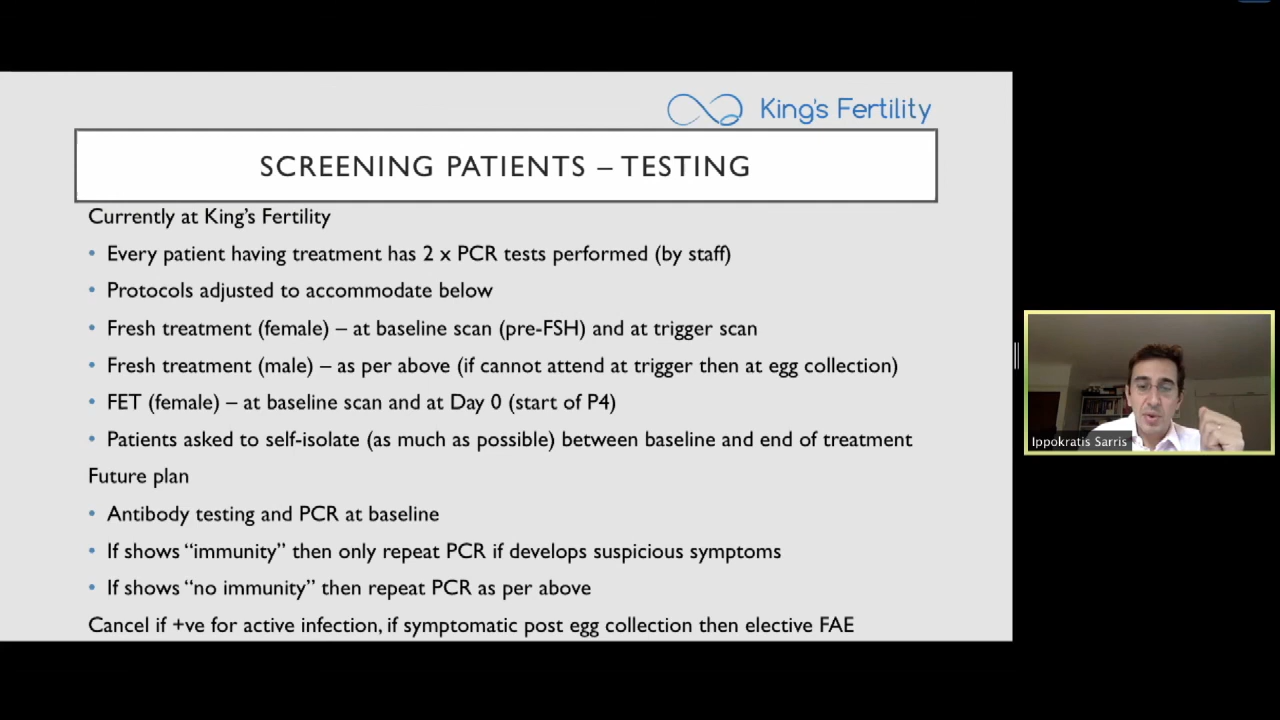 King's Fertility
SCREENING PATIENTS – TESTING
Currently at King's Fertility
• Every patient having treatment has 2 x PCR tests performed (by staff)
• Protocols adjusted to accommodate below
• Fresh treatment (female) – at baseline scan (pre-FSH) and at trigger scan
• Fresh treatment (male) – as per above (if cannot attend at trigger then at egg collection)
• FET (female) – at baseline scan and at Day 0 (start of P4)
• Patients asked to self-isolate (as much as possible) between baseline and end of treatment
Future plan
• Antibody testing and PCR at baseline
• If shows “immunity” then only repeat PCR if develops suspicious symptoms
• If shows “no immunity” then repeat PCR as per above
Cancel if +ve for active infection, if symptomatic post egg collection then elective FAE
Ippokratis Sarris